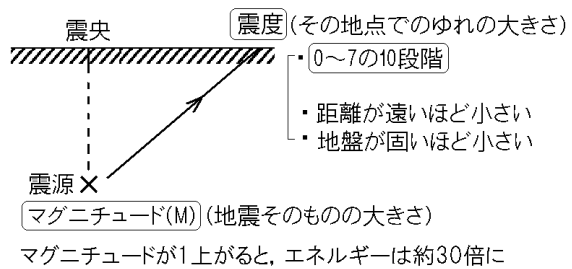 震央
震度(その地点でのゆれの大きさ)
・0～7の10段階
・距離が遠いほど小さい
・地盤が固いほど小さい
震源
マグニチュード(M)(地震そのものの大きさ)
マグニチュードが1上がると, エネルギーは約30倍に